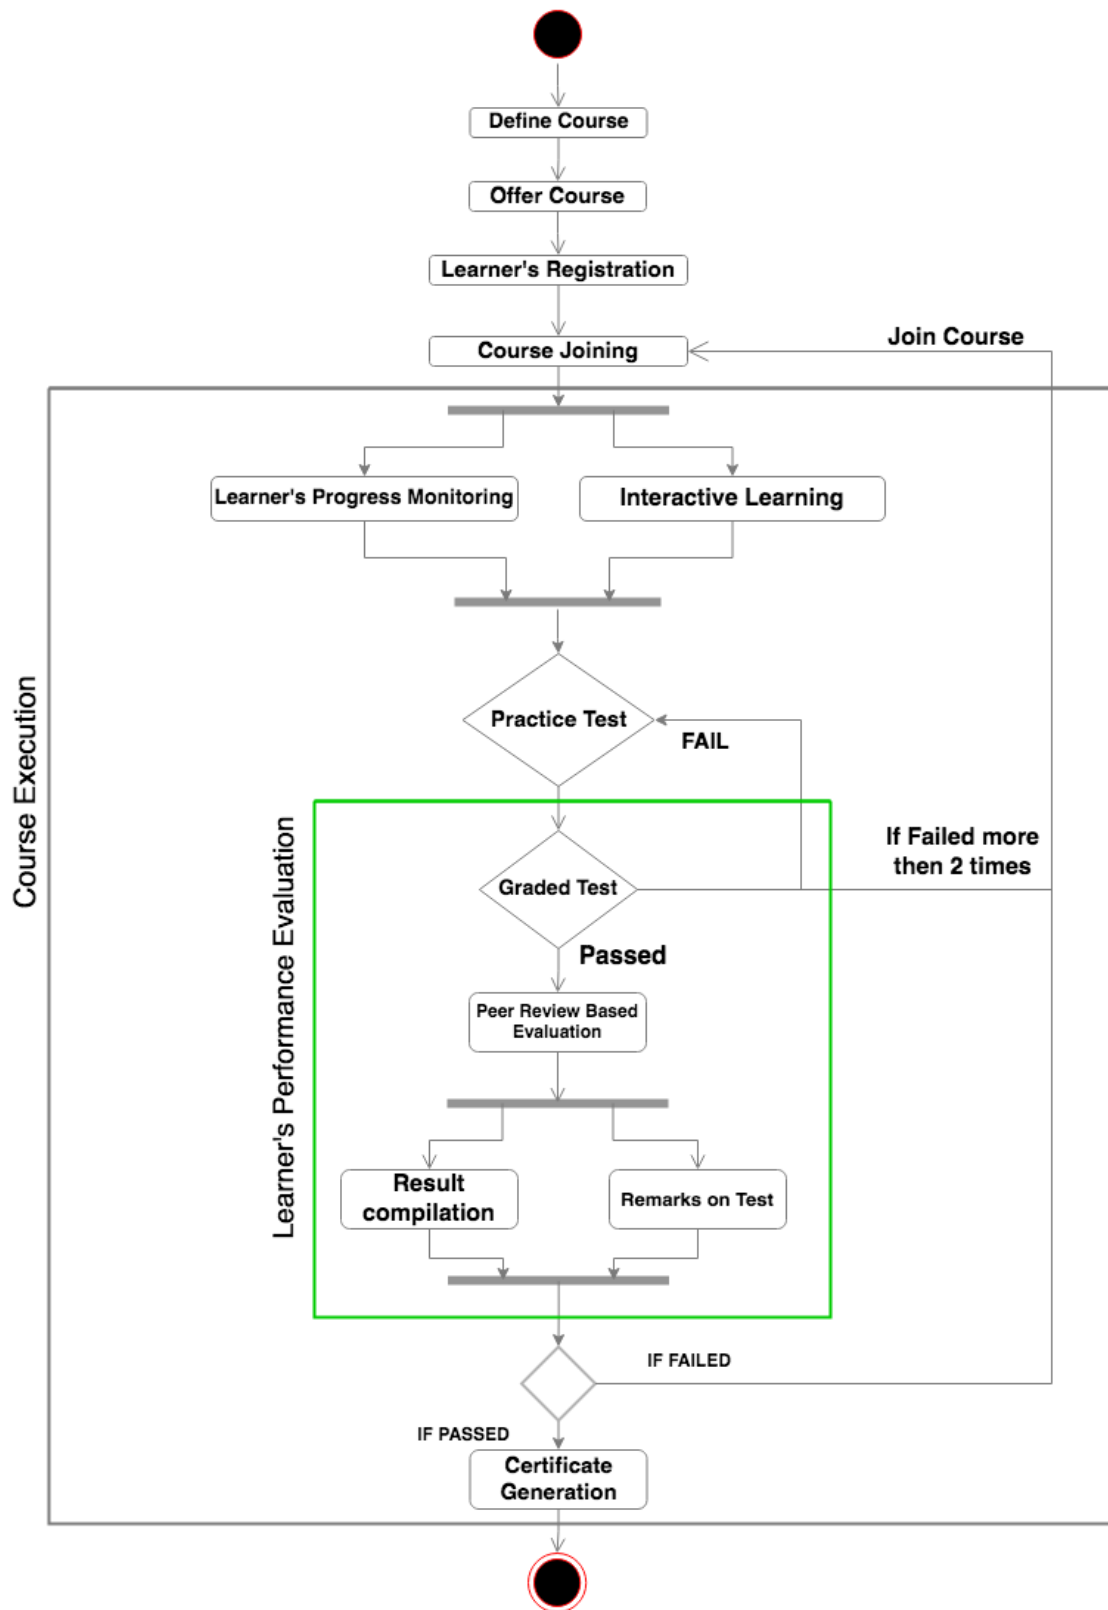 Define Course
Offer Course
Learner's Registration
Join Course
Course Joining
Learner's Progress Monitoring
Interactive Learning
Course Execution
Practice Test
FAIL
Learner's Performance Evaluation
If Failed more
then 2 times
Graded Test
Passed
Peer Review Based
Evaluation
Result
compilation
Remarks on Test
IF FAILED
IF PASSED
Certificate
Generation